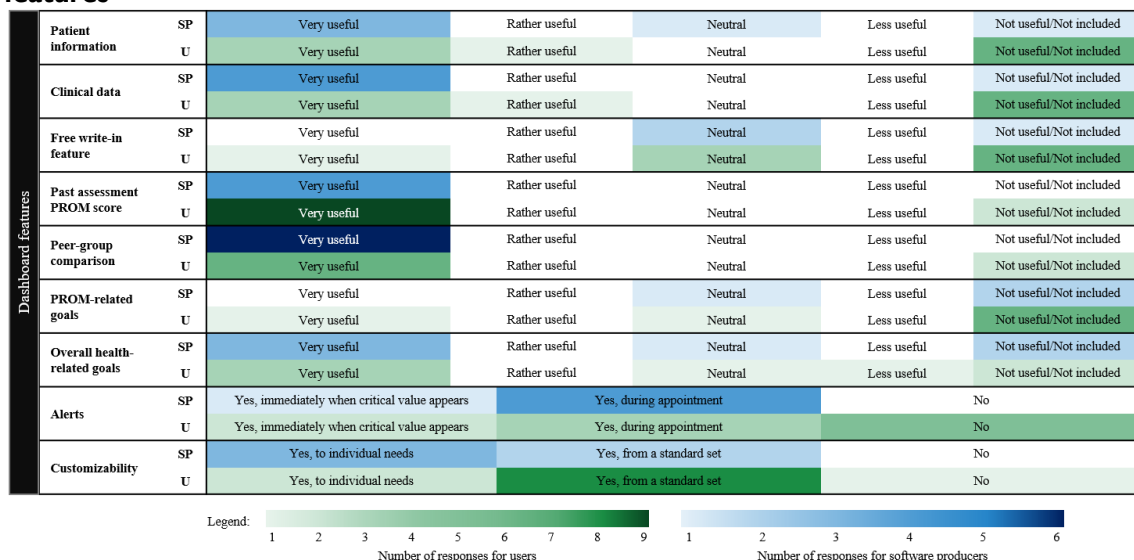 features
Dashboard features
Patient information SP Very useful Rather useful Neutral Less useful Not useful/Not included
U Very useful Rather useful Neutral Less useful Not useful/Not included
Clinical data SP Very useful Rather useful Neutral Less useful Not useful/Not included
U Very useful Rather useful Neutral Less useful Not useful/Not included
Free write-in feature SP Very useful Rather useful Neutral Less useful Not useful/Not included
U Very useful Rather useful Neutral Less useful Not useful/Not included
Past assessment PROM score SP Very useful Rather useful Neutral Less useful Not useful/Not included
U Very useful Rather useful Neutral Less useful Not useful/Not included
Peer-group comparison SP Very useful Rather useful Neutral Less useful Not useful/Not included
U Very useful Rather useful Neutral Less useful Not useful/Not included
PROM-related goals SP Very useful Rather useful Neutral Less useful Not useful/Not included
U Very useful Rather useful Neutral Less useful Not useful/Not included
Overall health-related goals SP Very useful Rather useful Neutral Less useful Not useful/Not included
U Very useful Rather useful Neutral Less useful Not useful/Not included
Alerts SP Yes, immediately when critical value appears Yes, during appointment No
U Yes, immediately when critical value appears Yes, during appointment No
Customizability SP Yes, to individual needs Yes, from a standard set No
U Yes, to individual needs Yes, from a standard set No
Legend:
1 2 3 4 5 6 7 8 9
Number of responses for users
1 2 3 4 5 6
Number of responses for software producers